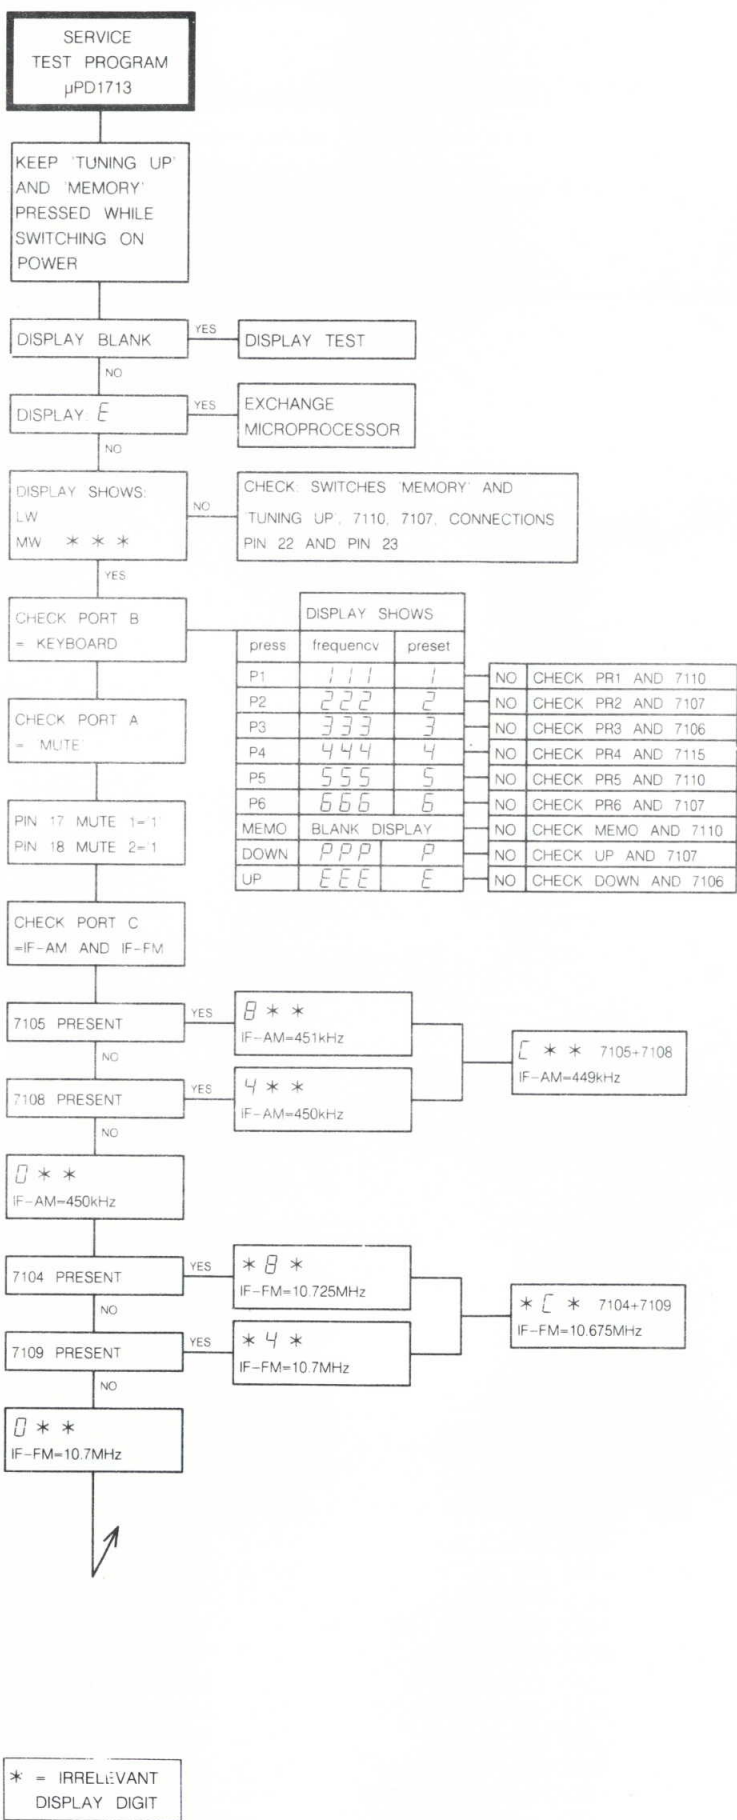 SERVICE
TEST PROGRAM
µPD1713
KEEP 'TUNING UP'
AND 'MEMORY'
PRESSED WHILE
SWITCHING ON
POWER
DISPLAY BLANK
YES
DISPLAY TEST
NO
DISPLAY E
YES
EXCHANGE
MICROPROCESSOR
NO
DISPLAY SHOWS:
LW
MW * * *
NO
CHECK: SWITCHES 'MEMORY' AND
'TUNING UP', 7110, 7107, CONNECTIONS
PIN 22 AND PIN 23
YES
CHECK PORT B
= KEYBOARD
DISPLAY SHOWS
press frequency preset
P1 111 1 NO CHECK PR1 AND 7110
P2 222 2 NO CHECK PR2 AND 7107
P3 333 3 NO CHECK PR3 AND 7106
P4 444 4 NO CHECK PR4 AND 7115
P5 555 5 NO CHECK PR5 AND 7110
P6 666 6 NO CHECK PR6 AND 7107
MEMO BLANK DISPLAY NO CHECK MEMO AND 7110
DOWN PPP P NO CHECK UP AND 7107
UP EEE E NO CHECK DOWN AND 7106
CHECK PORT A
= 'MUTE'
PIN 17 MUTE 1='1'
PIN 18 MUTE 2='1'
CHECK PORT C
=IF-AM AND IF-FM
7105 PRESENT
YES
8 * *
IF-AM=451kHz
NO
7108 PRESENT
YES
4 * *
IF-AM=450kHz
[ * * 7105+7108
IF-AM=449kHz
NO
0 * *
IF-AM=450kHz
7104 PRESENT
YES
* 8 *
IF-FM=10.725MHz
NO
7109 PRESENT
YES
* 4 *
IF-FM=10.7MHz
* [ * 7104+7109
IF-FM=10.675MHz
NO
0 * *
IF-FM=10.7MHz
* = IRRELEVANT
DISPLAY DIGIT